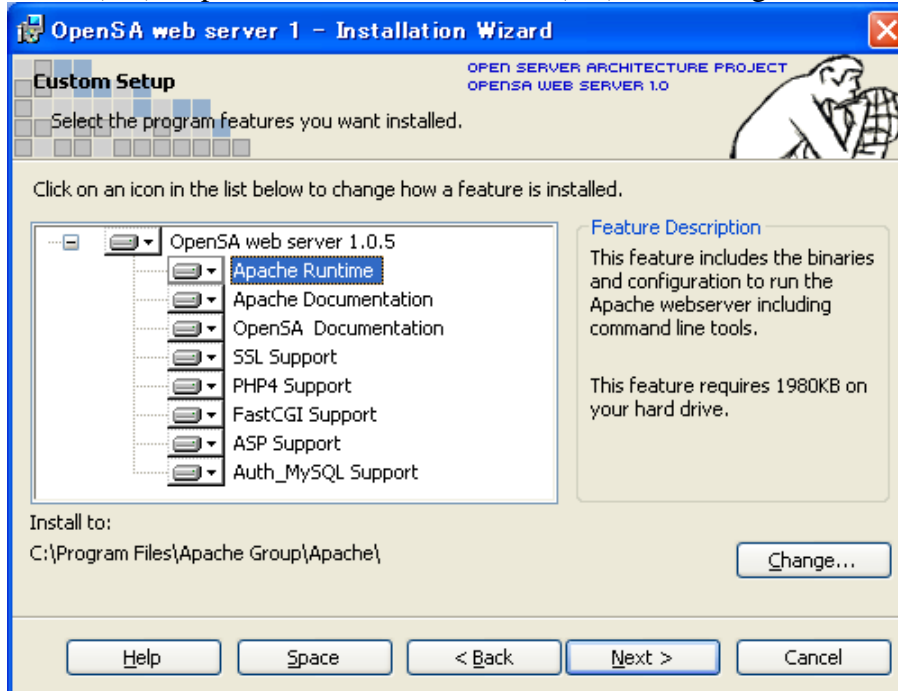 OpenSA web server 1 - Installation Wizard
OPEN SERVER ARCHITECTURE PROJECT
OPENSA WEB SERVER 1.0
Custom Setup
Select the program features you want installed.
Click on an icon in the list below to change how a feature is installed.
OpenSA web server 1.0.5
Apache Runtime
Apache Documentation
OpenSA  Documentation
SSL Support
PHP4 Support
FastCGI Support
ASP Support
Auth_MySQL Support
Feature Description
This feature includes the binaries
and configuration to run the
Apache webserver including
command line tools.
This feature requires 1980KB on
your hard drive.
Install to:
C:\Program Files\Apache Group\Apache\
Change...
Help
Space
< Back
Next >
Cancel